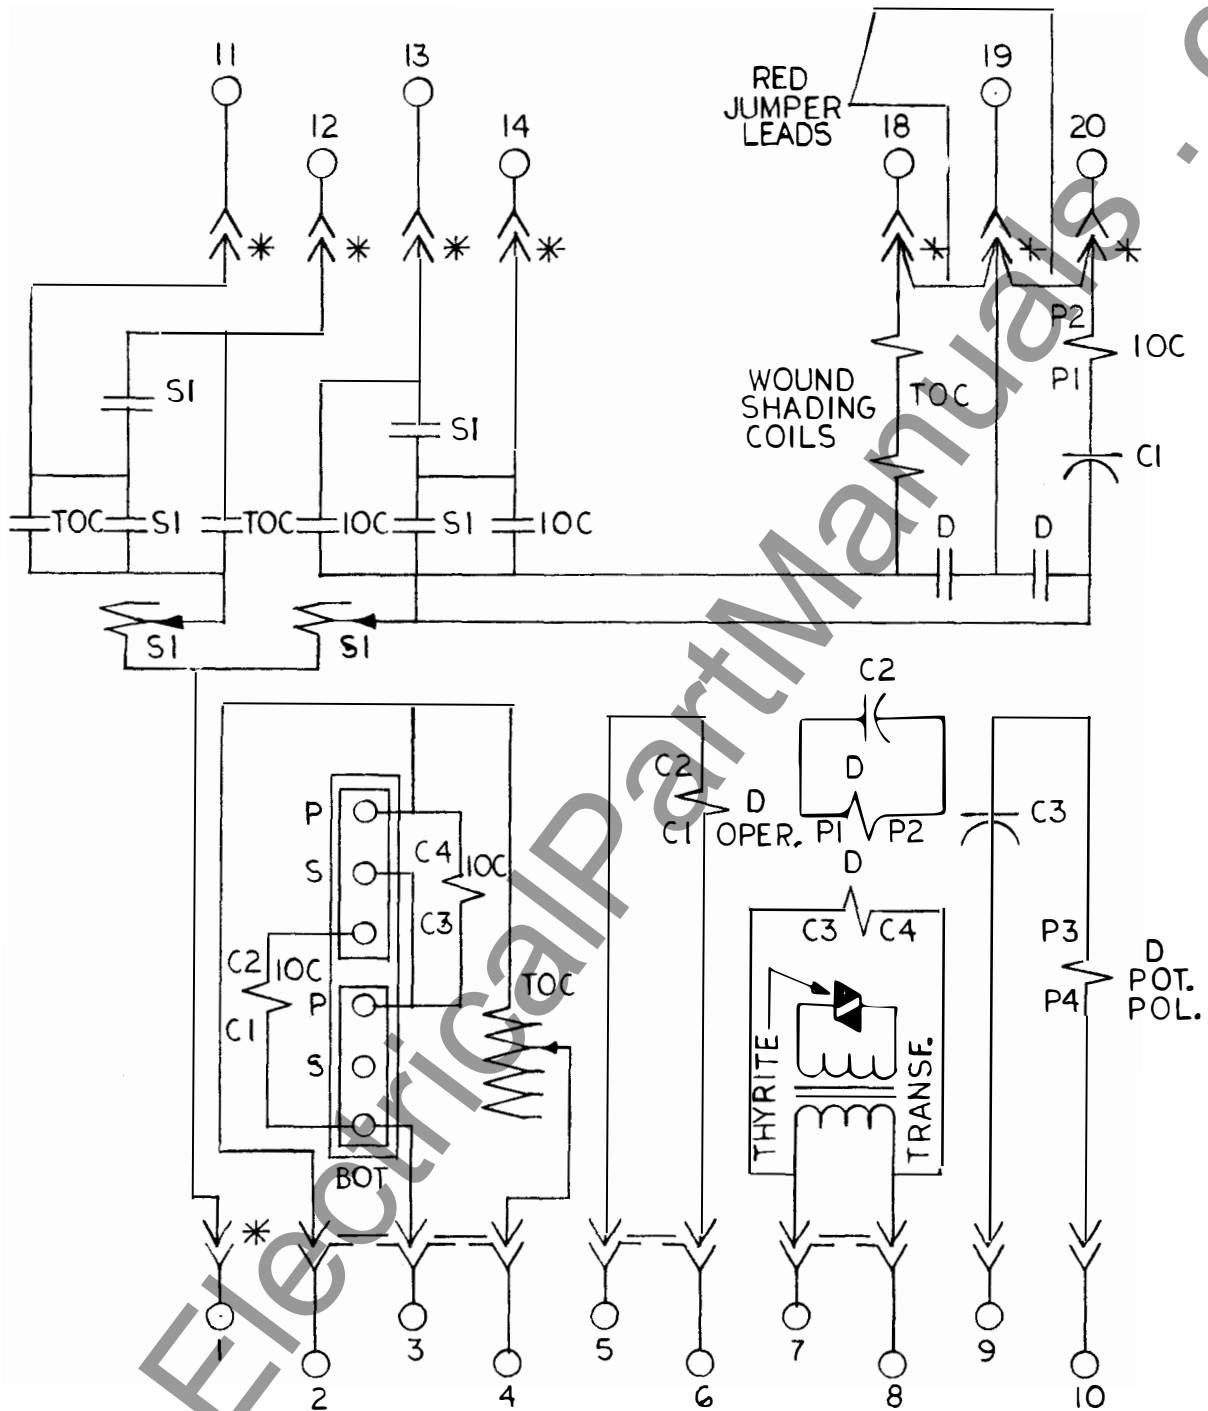 11
13
19
12
14
18
20
RED
JUMPER
LEADS
*
*
*
*
*
*
*
P2
IOC
P1
S1
S1
WOUND
SHADING
COILS
TOC
C1
TOC
S1
TOC
IOC
S1
IOC
D
D
S1
S1
C2
C2
D
C1
D
OPER.
P1
P2
C3
P
S
C4
IOC
C3
D
C3
C4
P3
P4
D
POT.
POL.
C2
IOC
C1
P
S
TOC
THYRITE
TRANSF.
BOT
*
1
2
3
4
5
6
7
8
9
10
ElectricalPartManuals .